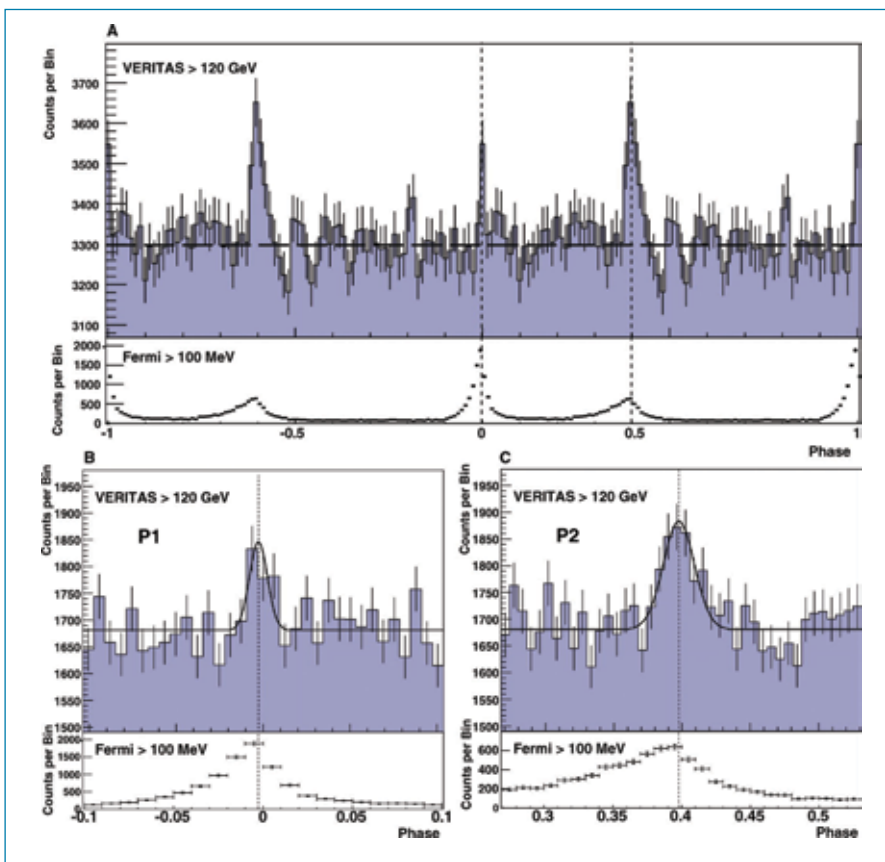 A
Counts per Bin
VERITAS > 120 GeV
3700
3600
3500
3400
3300
3200
3100
Counts per Bin
Fermi > 100 MeV
2000
1500
1000
500
0
-1
-0.5
0
0.5
1
Phase
B
Counts per Bin
VERITAS > 120 GeV
P1
1950
1900
1850
1800
1750
1700
1650
1600
1550
1500
Counts per Bin
Fermi > 100 MeV
2000
1500
1000
500
0
-0.1
-0.05
0
0.05
0.1
Phase
C
Counts per Bin
VERITAS > 120 GeV
P2
1950
1900
1850
1800
1750
1700
1650
1600
1550
1500
Counts per Bin
Fermi > 100 MeV
600
400
200
0
0.3
0.35
0.4
0.45
0.5
Phase